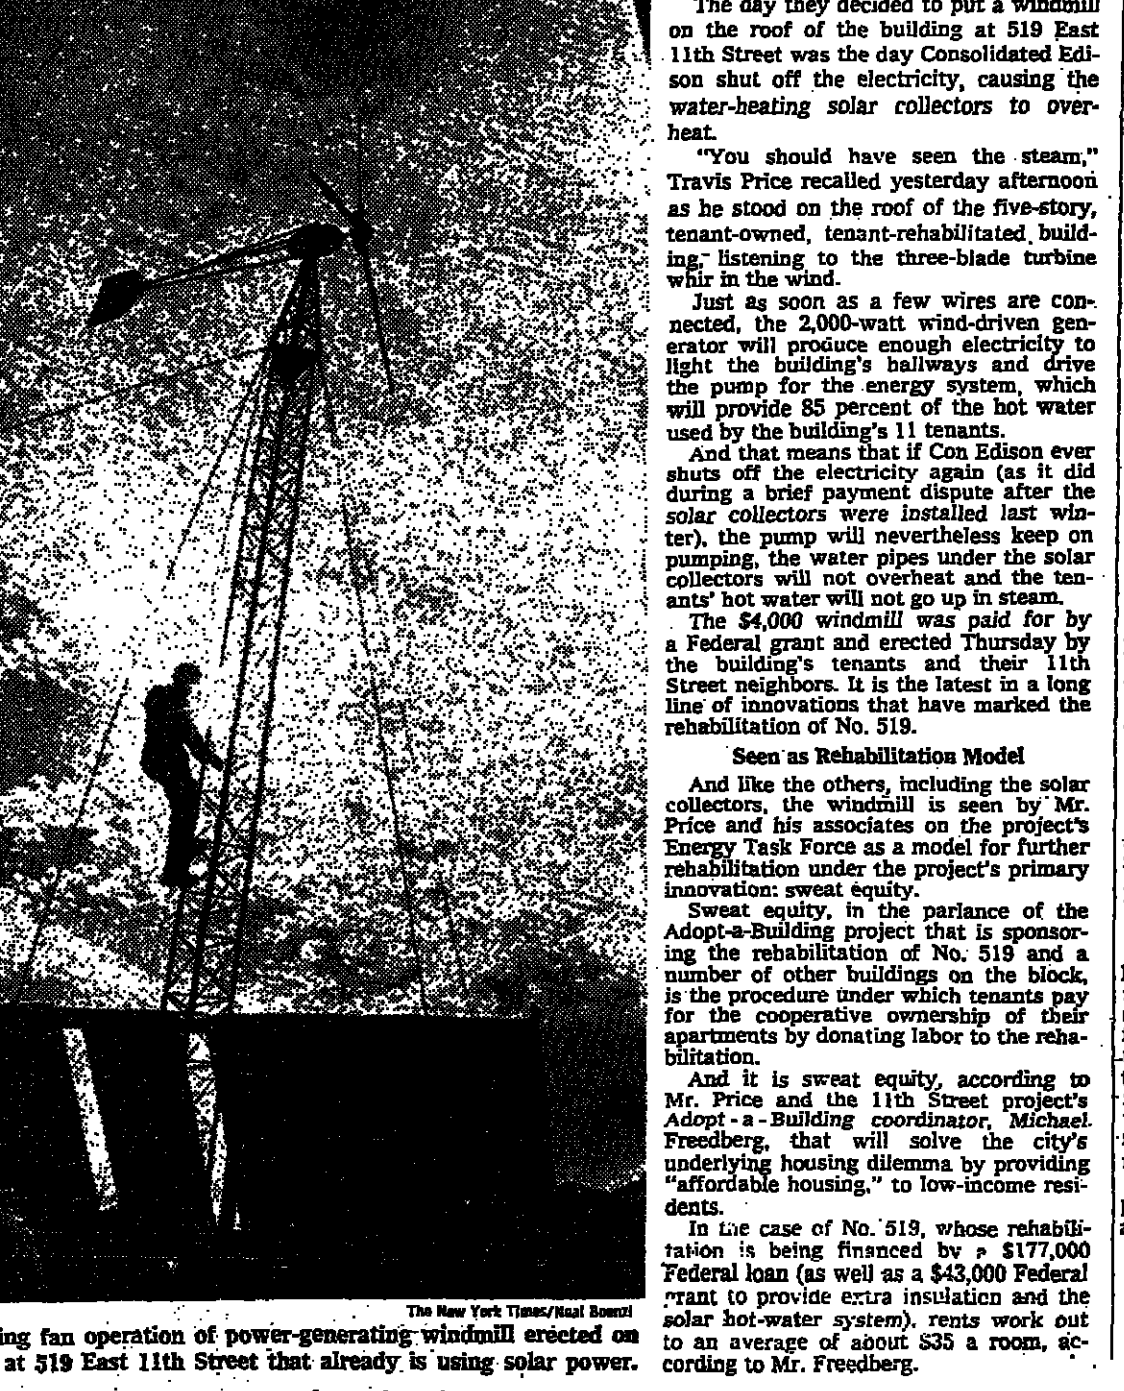 The day they decided to put a windmill
on the roof of the building at 519 East
11th Street was the day Consolidated Edi-
son shut off the electricity, causing the
water-heating solar collectors to over-
heat.
"You should have seen the steam,"
Travis Price recalled yesterday afternoon
as he stood on the roof of the five-story,
tenant-owned, tenant-rehabilitated build-
ing, listening to the three-blade turbine
whir in the wind.
Just as soon as a few wires are con-
nected, the 2,000-watt wind-driven gen-
erator will produce enough electricity to
light the building's hallways and drive
the pump for the energy system, which
will provide 85 percent of the hot water
used by the building's 11 tenants.
And that means that if Con Edison ever
shuts off the electricity again (as it did
during a brief payment dispute after the
solar collectors were installed last win-
ter), the pump will nevertheless keep on
pumping, the water pipes under the solar
collectors will not overheat and the ten-
ants' hot water will not go up in steam.
The $4,000 windmill was paid for by
a Federal grant and erected Thursday by
the building's tenants and their 11th
Street neighbors. It is the latest in a long
line of innovations that have marked the
rehabilitation of No. 519.
Seen as Rehabilitation Model
And like the others, including the solar
collectors, the windmill is seen by Mr.
Price and his associates on the project's
Energy Task Force as a model for further
rehabilitation under the project's primary
innovation: sweat equity.
Sweat equity, in the parlance of the
Adopt-a-Building project that is sponsor-
ing the rehabilitation of No. 519 and a
number of other buildings on the block,
is the procedure under which tenants pay
for the cooperative ownership of their
apartments by donating labor to the reha-
bilitation.
And it is sweat equity, according to
Mr. Price and the 11th Street project's
Adopt-a-Building coordinator, Michael
Freedberg, that will solve the city's
underlying housing dilemma by providing
"affordable housing," to low-income resi-
dents.
In the case of No. 519, whose rehabili-
tation is being financed by a $177,000
Federal loan (as well as a $43,000 Federal
grant to provide extra insulation and the
solar hot-water system), rents work out
to an average of about $35 a room, ac-
cording to Mr. Freedberg.
The New York Times/Neal Boenzi
ing fan operation of power-generating windmill erected on
at 519 East 11th Street that already is using solar power.